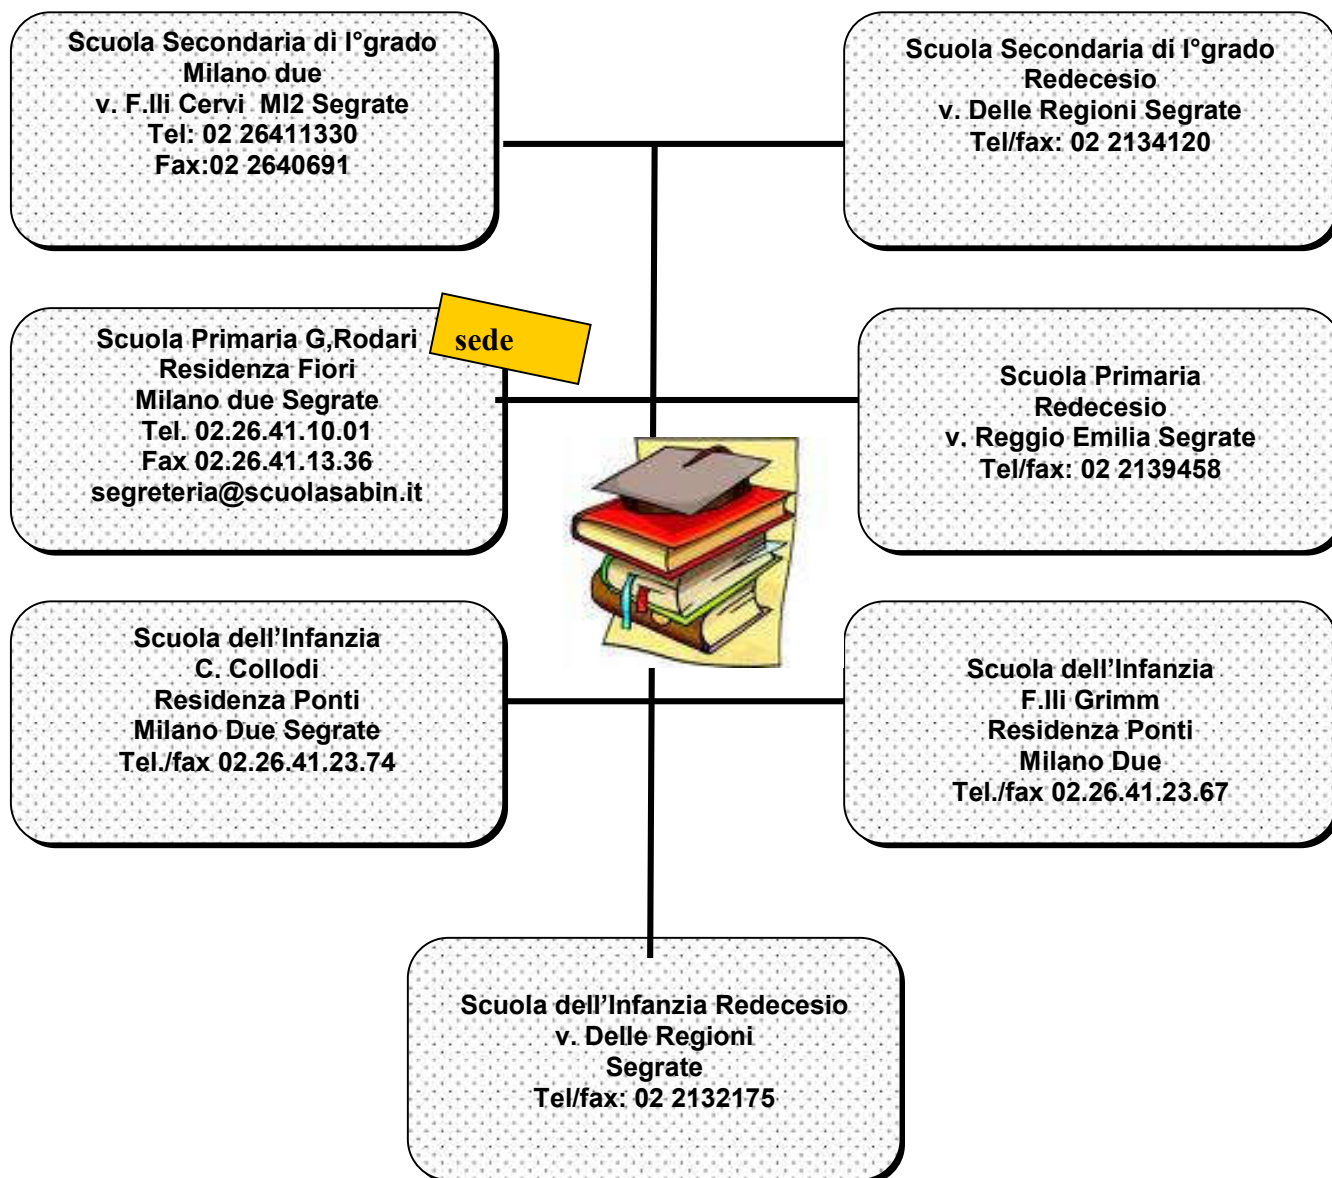 Scuola Secondaria di I°grado
Milano due
v. F.lli Cervi  MI2 Segrate
Tel: 02 26411330
Fax:02 2640691
Scuola Secondaria di I°grado
Redecesio
v. Delle Regioni Segrate
Tel/fax: 02 2134120
Scuola Primaria G,Rodari
Residenza Fiori
Milano due Segrate
Tel. 02.26.41.10.01
Fax 02.26.41.13.36
segreteria@scuolasabin.it
sede
Scuola Primaria
Redecesio
v. Reggio Emilia Segrate
Tel/fax: 02 2139458
Scuola dell’Infanzia
C. Collodi
Residenza Ponti
Milano Due Segrate
Tel./fax 02.26.41.23.74
Scuola dell’Infanzia
F.lli Grimm
Residenza Ponti
Milano Due
Tel./fax 02.26.41.23.67
Scuola dell’Infanzia Redecesio
v. Delle Regioni
Segrate
Tel/fax: 02 2132175